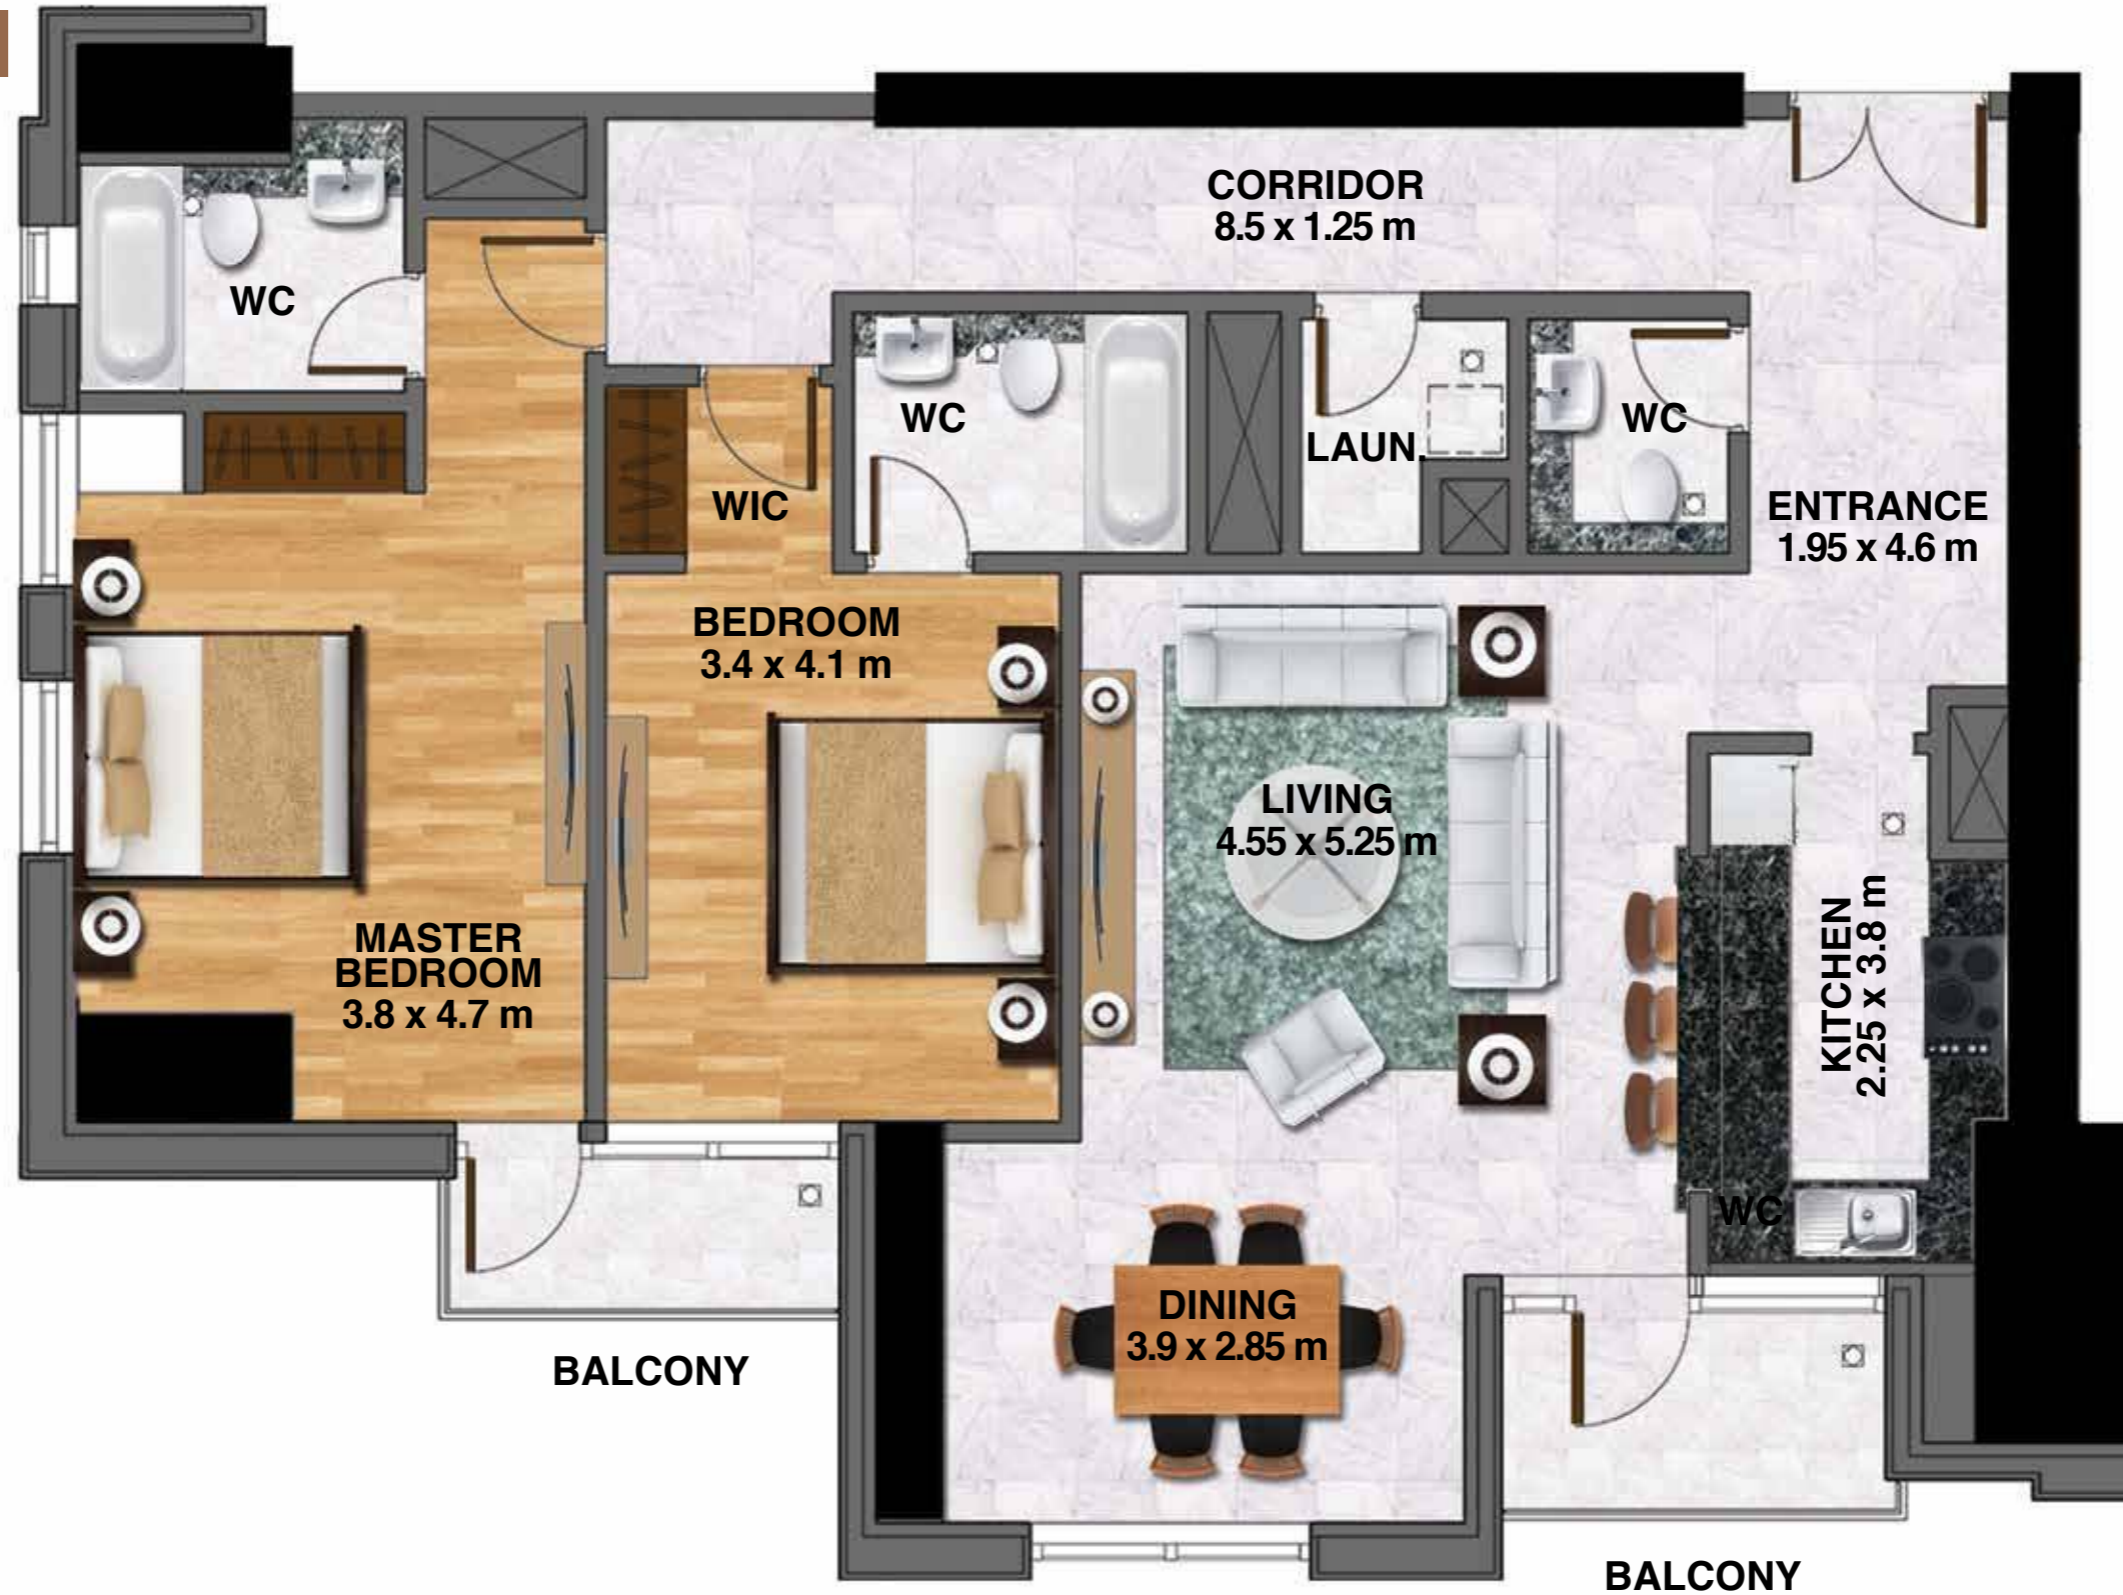 CORRIDOR
8.5 x 1.25 m
WC
WC
WC
LAUN.
WIC
ENTRANCE
1.95 x 4.6 m
BEDROOM
3.4 x 4.1 m
LIVING
4.55 x 5.25 m
MASTER
BEDROOM
3.8 x 4.7 m
KITCHEN
2.25 x 3.8 m
WC
DINING
3.9 x 2.85 m
BALCONY
BALCONY